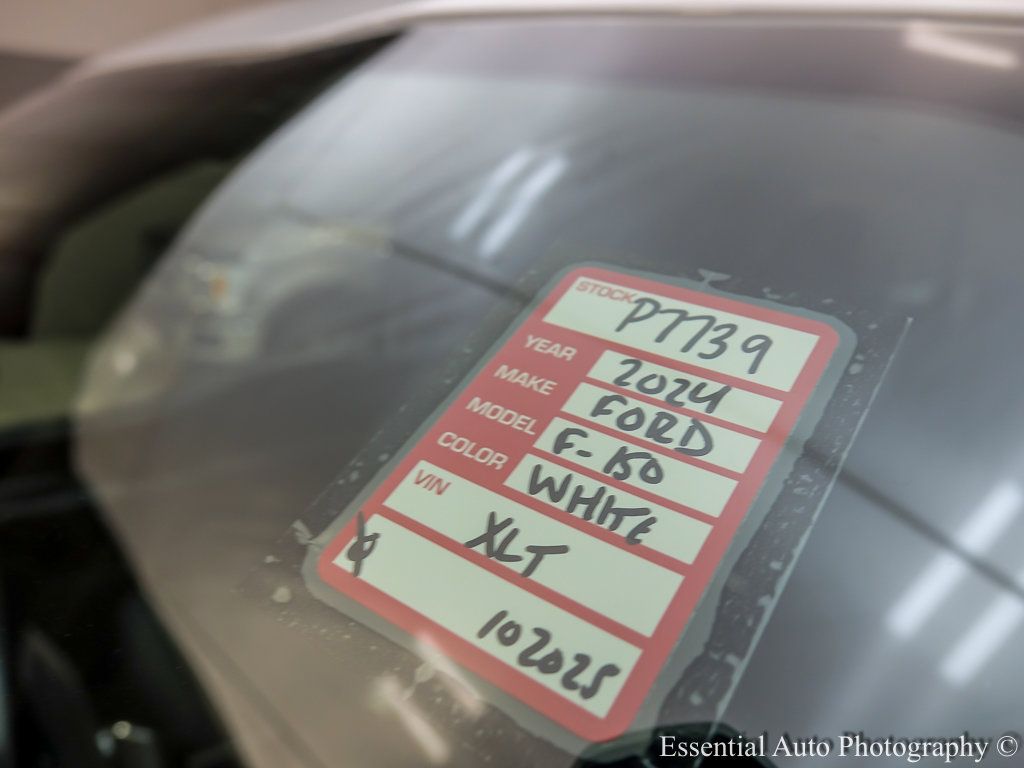 STOCK P7739
YEAR 2024
MAKE FORD
MODEL F-150
COLOR WHITE
VIN
XLT
102025
Essential Auto Photography ©